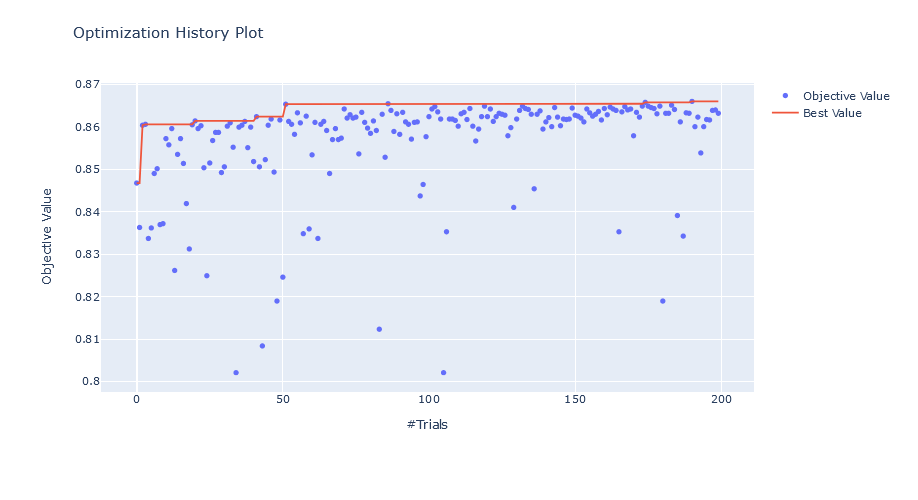 Optimization History Plot
Objective Value
Best Value
0.87
0.86
0.85
0.84
0.83
0.82
0.81
0.8
Objective Value
0
50
100
150
200
#Trials